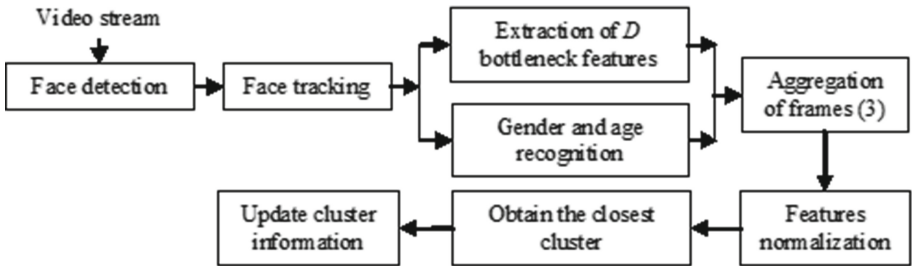 Video stream
Face detection
Face tracking
Extraction of D
bottleneck features
Gender and age
recognition
Aggregation
of frames (3)
Features
normalization
Obtain the closest
cluster
Update cluster
information